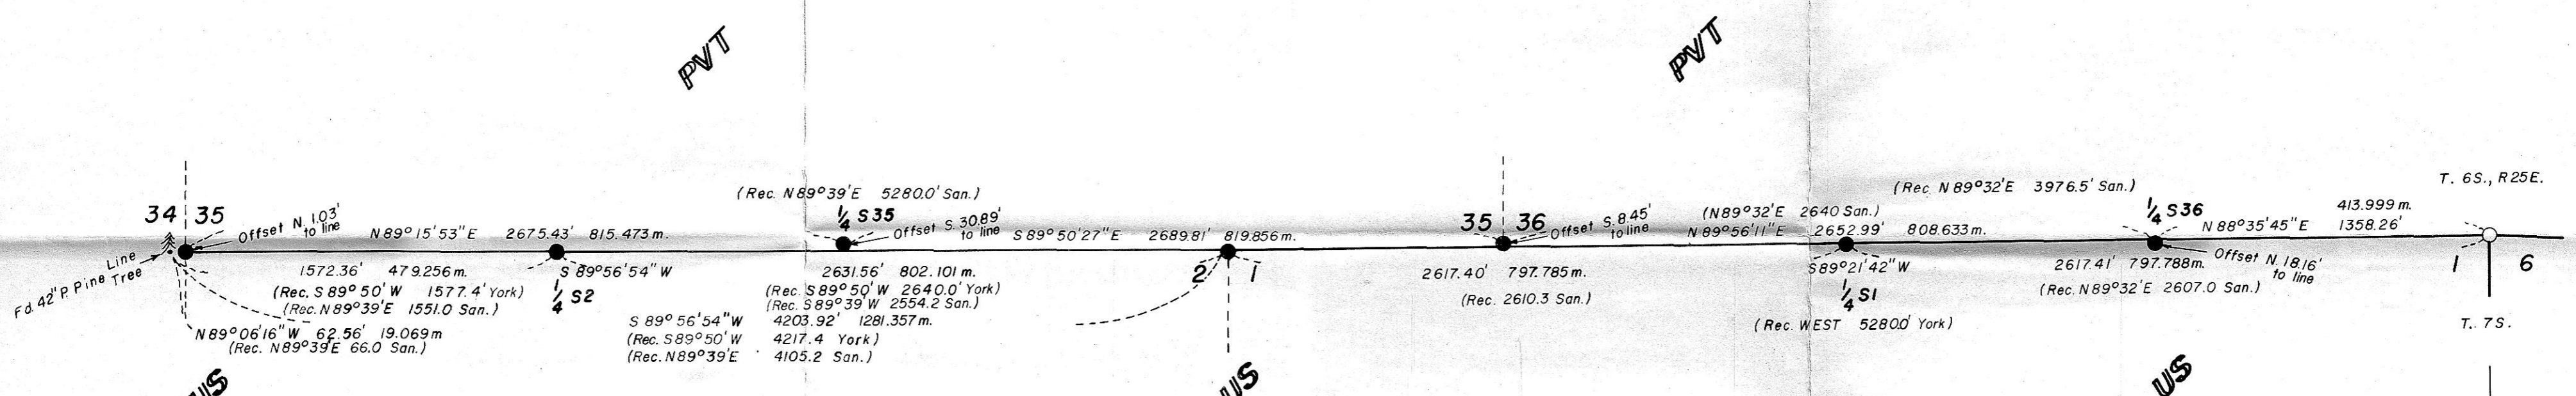 PVT
PVT
34 35
Offset N. 1.03'
to line
N 89° 15' 53" E 2675.43' 815.473 m.
(Rec. N 89° 39' E 5280.0' San.)
1/4 S35
Offset S. 30.89'
to line
S 89° 50' 27" E 2689.81' 819.856 m.
35 36
Offset S. 8.45'
to line
(N 89° 32' E 2640 San.)
N 89° 56' 11" E 2652.99' 808.633 m.
(Rec. N 89° 32' E 3976.5' San.)
1/4 S36
N 88° 35' 45" E
413.999 m.
1358.26'
T. 6S., R25E.
Fd. 42" P. Pine Line
Tree
1572.36' 479.256 m.
(Rec. S 89° 50' W 1577.4' York)
(Rec. N 89° 39' E 1551.0 San.)
N 89° 06' 16" W 62.56' 19.069 m
(Rec. N 89° 39' E 66.0 San.)
S 89° 56' 54" W
1/4 S2
2631.56' 802.101 m.
(Rec. S 89° 50' W 2640.0' York)
(Rec. S 89° 39' W 2554.2 San.)
S 89° 56' 54" W 4203.92' 1281.357 m.
(Rec. S 89° 50' W 4217.4 York)
(Rec. N 89° 39' E 4105.2 San.)
2 1
2617.40' 797.785 m.
(Rec. 2610.3 San.)
S 89° 21' 42" W
1/4 S1
(Rec. WEST 5280.0' York)
2617.41' 797.788 m.
(Rec. N 89° 32' E 2607.0 San.)
Offset N. 18.16'
to line
1 6
T. 7S.
US
US
US